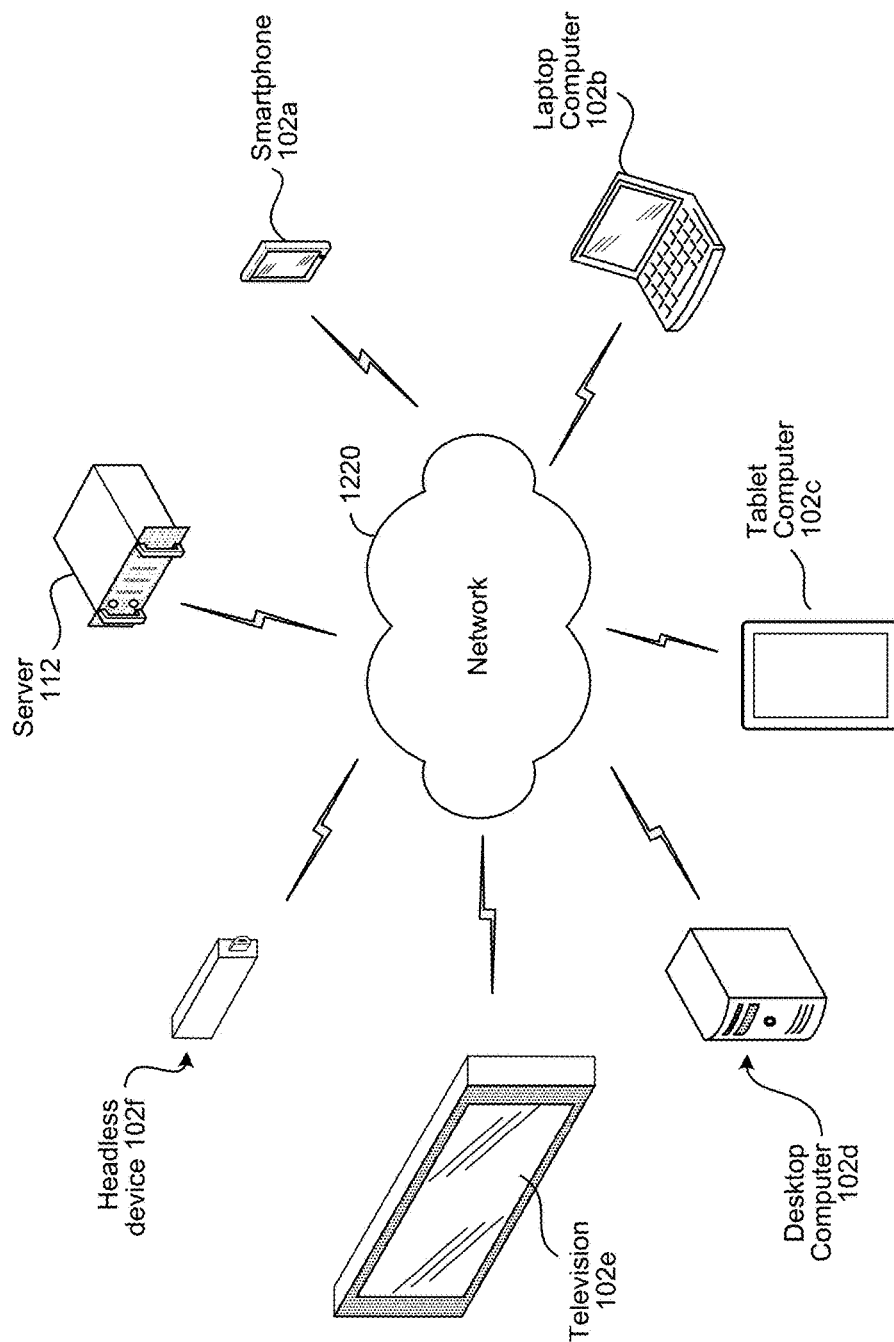 Server
112
Smartphone
102a
Headless
device 102f
1220
Network
Laptop
Computer
102b
Television
102e
Desktop
Computer
102d
Tablet
Computer
102c